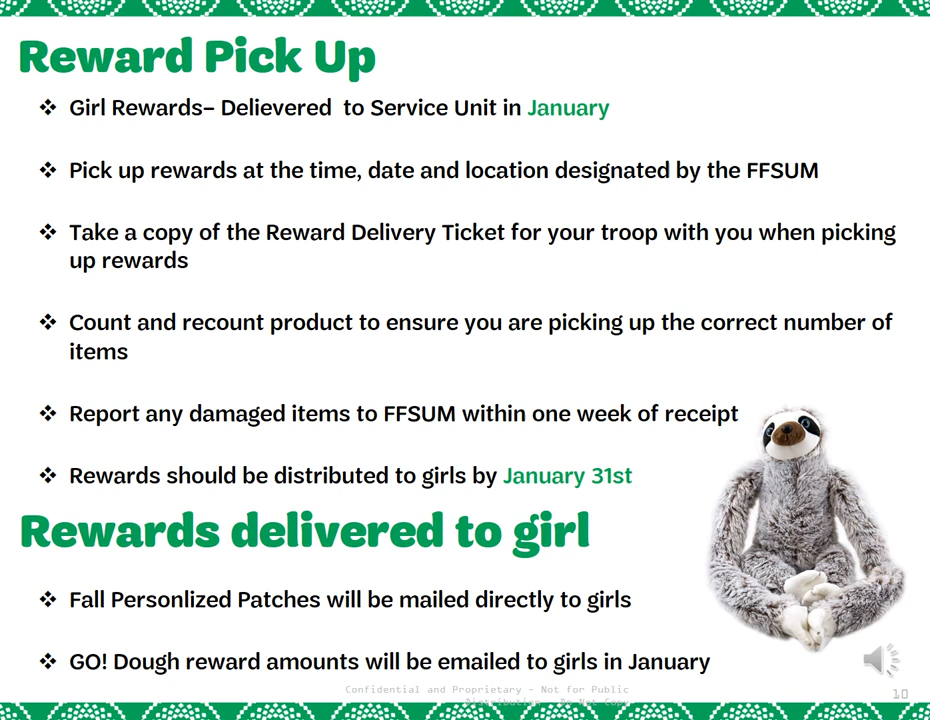 Reward Pick Up
❖ Girl Rewards– Delievered  to Service Unit in January
❖ Pick up rewards at the time, date and location designated by the FFSUM
❖ Take a copy of the Reward Delivery Ticket for your troop with you when picking
up rewards
❖ Count and recount product to ensure you are picking up the correct number of
items
❖ Report any damaged items to FFSUM within one week of receipt
❖ Rewards should be distributed to girls by January 31st
Rewards delivered to girl
❖ Fall Personlized Patches will be mailed directly to girls
❖ GO! Dough reward amounts will be emailed to girls in January
Confidential and Proprietary – Not for Public
Distribution – Do Not Copy
10